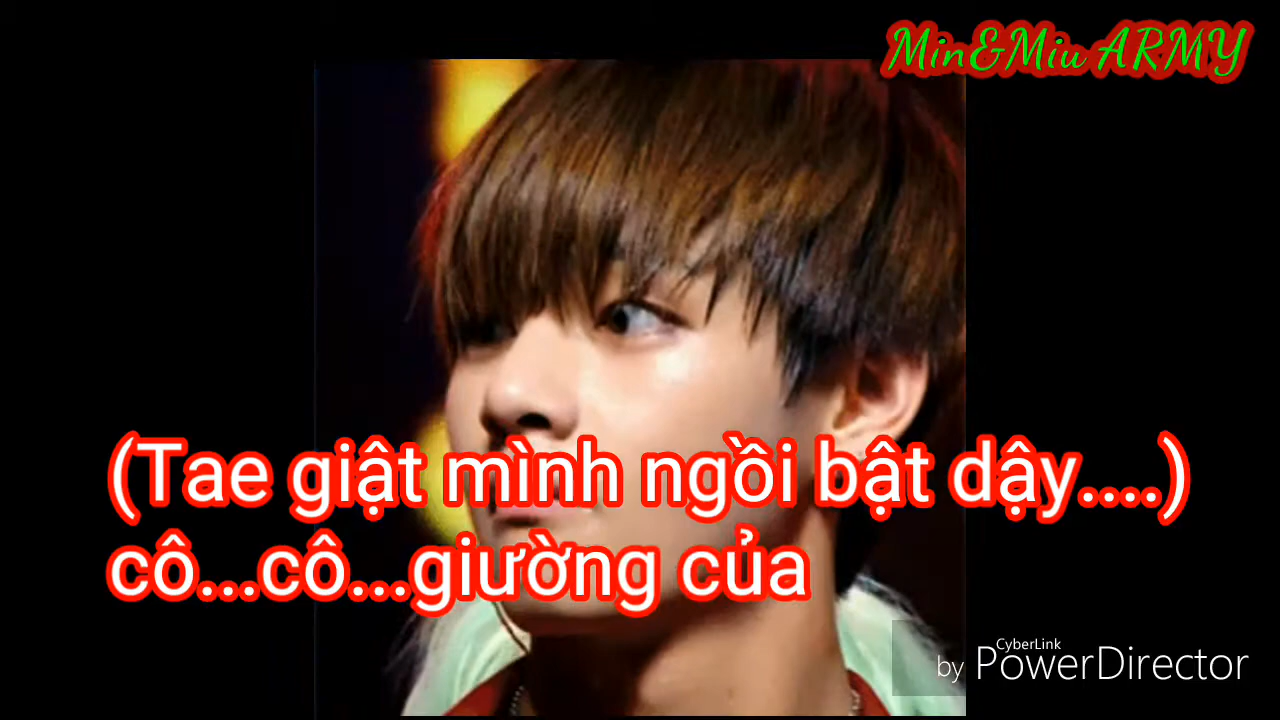 Min&Miu ARMY
(Tae giật mình ngồi bật dậy....)
cô...cô...giường của
CyberLink
by PowerDirector